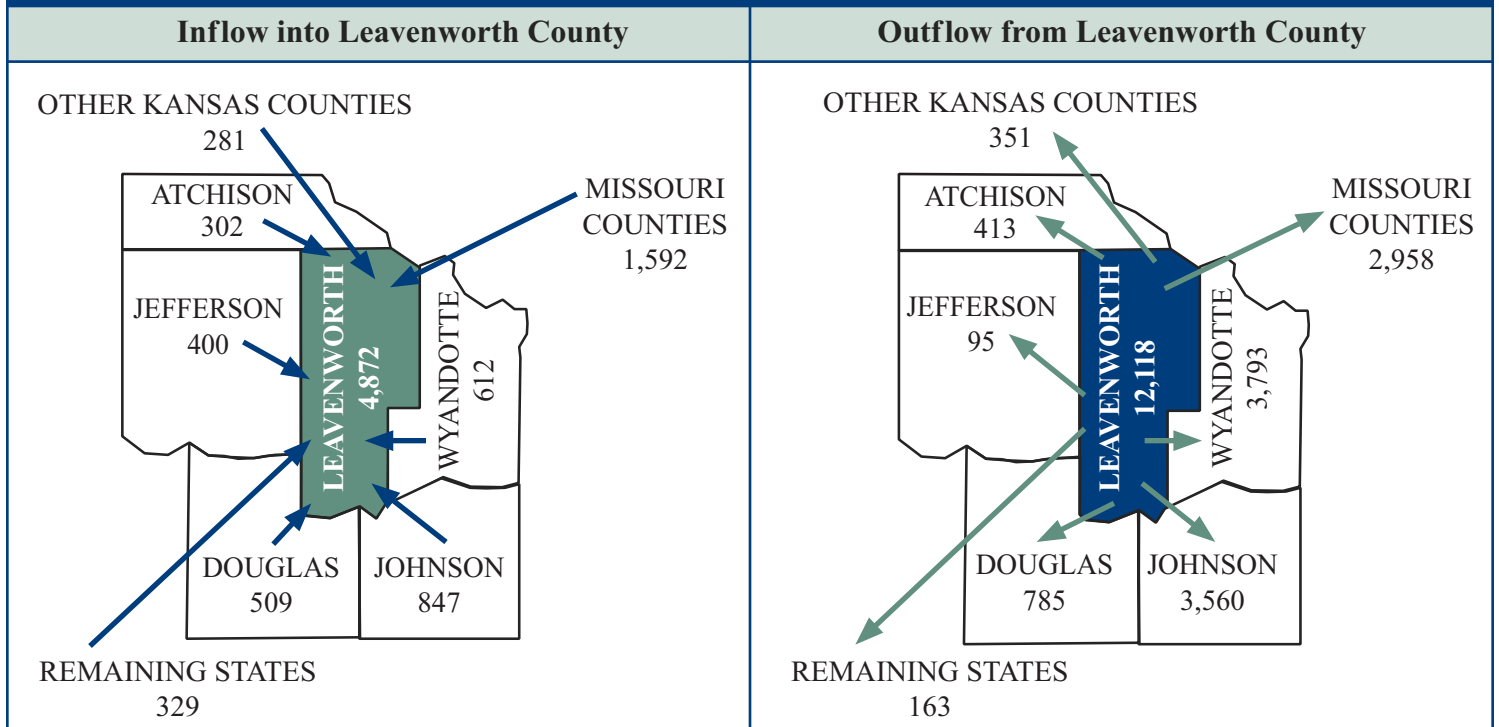 Inflow into Leavenworth County
OTHER KANSAS COUNTIES
281
ATCHISON
302
MISSOURI
COUNTIES
1,592
JEFFERSON
400
LEAVENWORTH
4,872
WYANDOTTE
612
DOUGLAS
509
JOHNSON
847
REMAINING STATES
329
Outflow from Leavenworth County
OTHER KANSAS COUNTIES
351
ATCHISON
413
MISSOURI
COUNTIES
2,958
JEFFERSON
95
LEAVENWORTH
12,118
WYANDOTTE
3,793
DOUGLAS
785
JOHNSON
3,560
REMAINING STATES
163